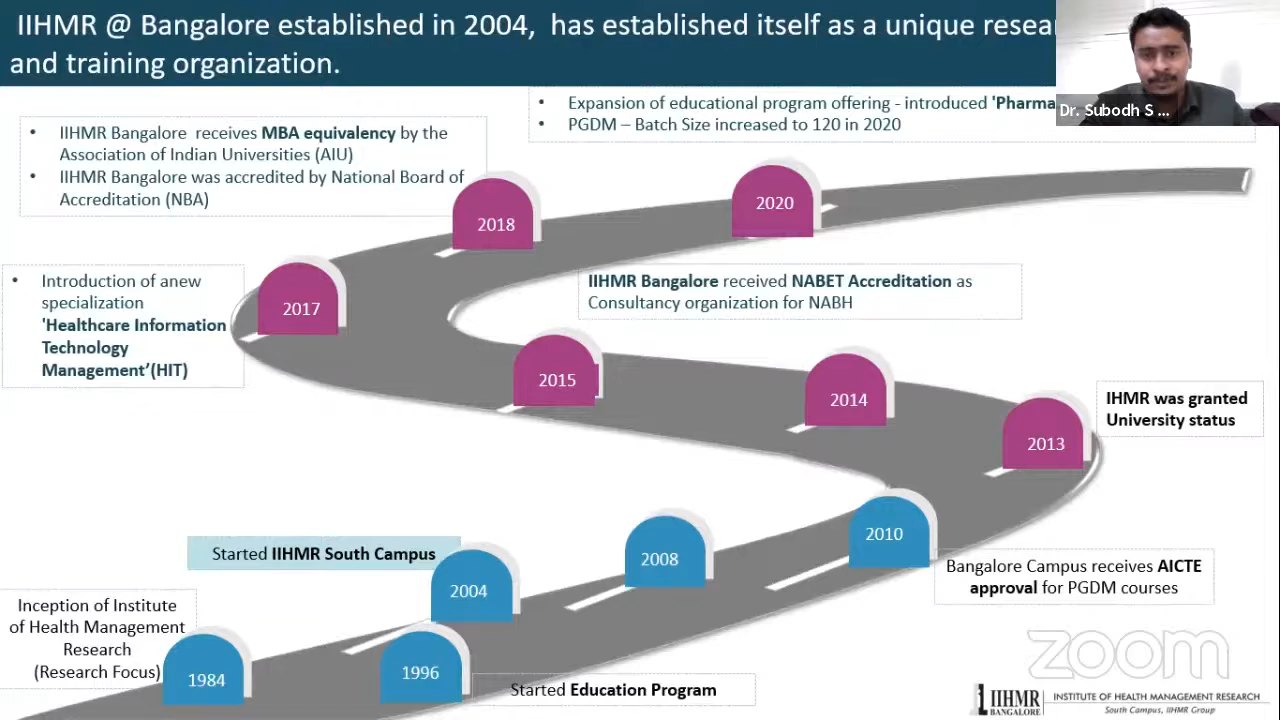 IIHMR @ Bangalore established in 2004, has established itself as a unique resea
and training organization.
Dr. Subodh S ...
• Expansion of educational program offering - introduced 'Pharma
• PGDM – Batch Size increased to 120 in 2020
• IIHMR Bangalore receives MBA equivalency by the
Association of Indian Universities (AIU)
• IIHMR Bangalore was accredited by National Board of
Accreditation (NBA)
2018
2020
• Introduction of anew
specialization
'Healthcare Information
Technology
Management’(HIT)
2017
IIHMR Bangalore received NABET Accreditation as
Consultancy organization for NABH
2015
2014
2013
IHMR was granted
University status
Started IIHMR South Campus
2004
2008
2010
Bangalore Campus receives AICTE
approval for PGDM courses
Inception of Institute
of Health Management
Research
(Research Focus)
1984
1996
Started Education Program
zoom
IIHMR
BANGALORE
INSTITUTE OF HEALTH MANAGEMENT RESEARCH
South Campus, IIHMR Group